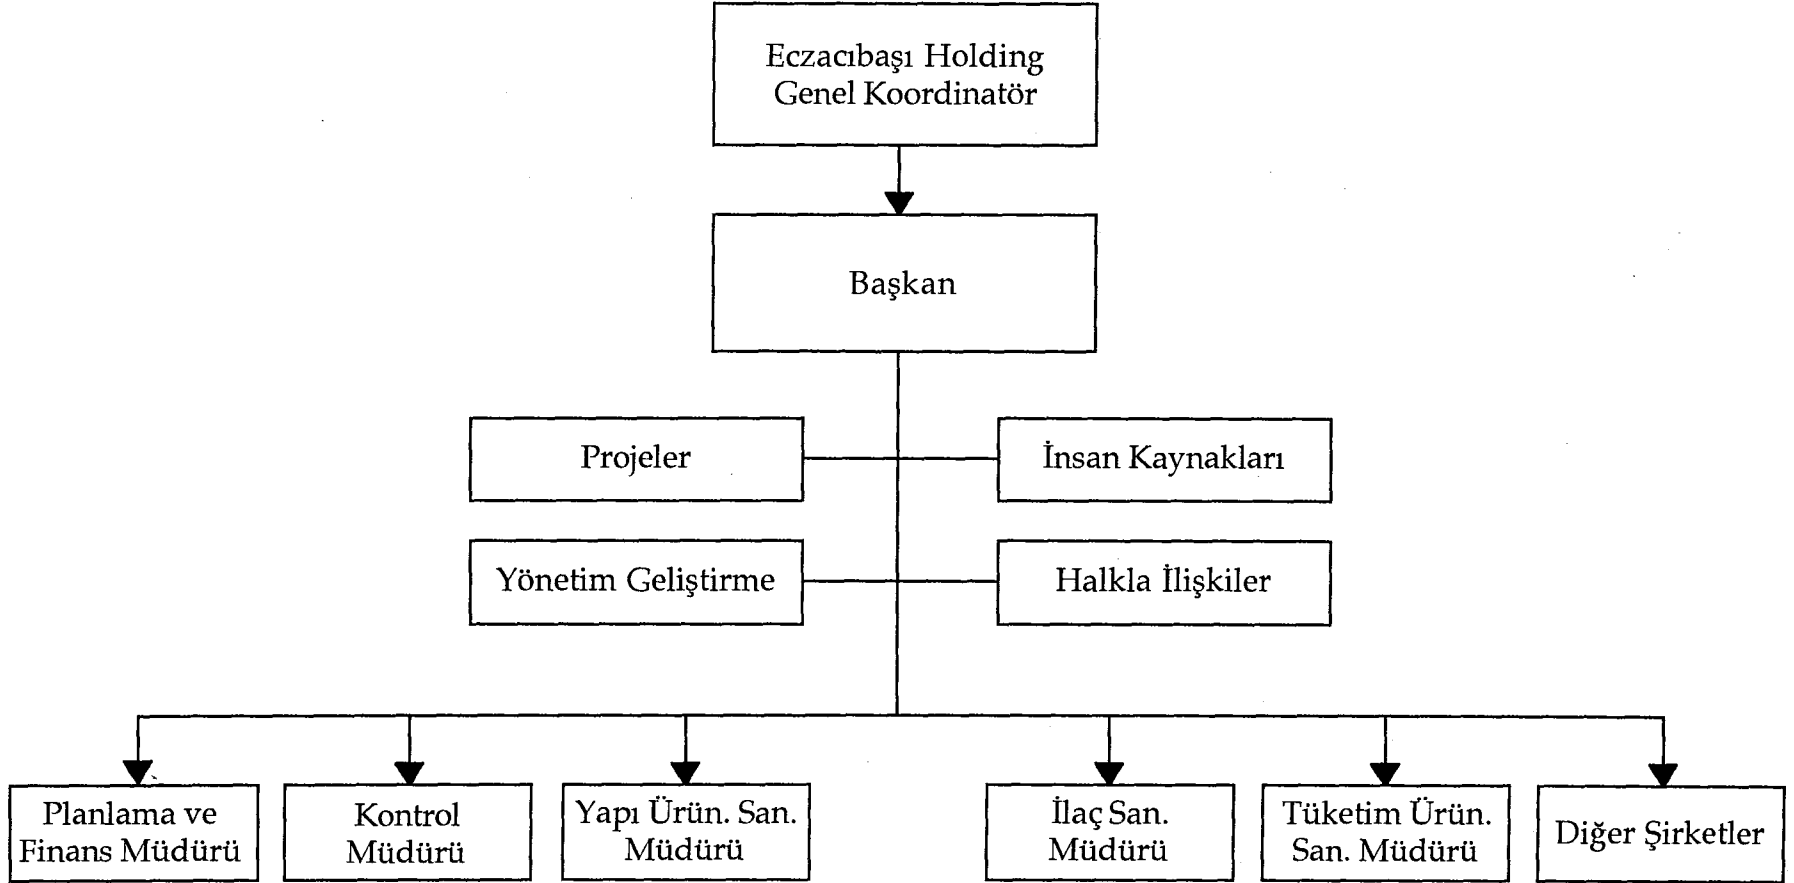 Eczacıbaşı Holding
Genel Koordinatör
Başkan
Projeler
İnsan Kaynakları
Yönetim Geliştirme
Halkla İlişkiler
Planlama ve
Finans Müdürü
Kontrol
Müdürü
Yapı Ürün. San.
Müdürü
İlaç San.
Müdürü
Tüketim Ürün.
San. Müdürü
Diğer Şirketler